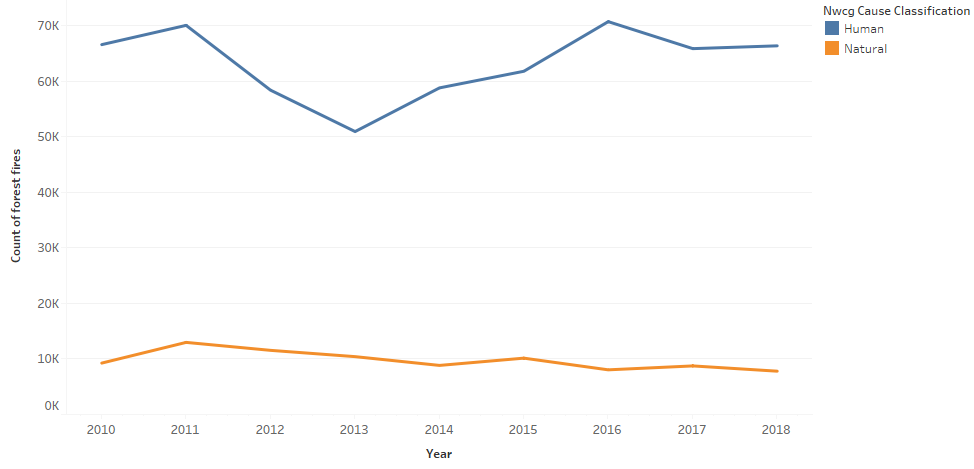 Nwcg Cause Classification
Human
Natural
70K
60K
50K
40K
30K
20K
10K
0K
Count of forest fires
2010 2011 2012 2013 2014 2015 2016 2017 2018
Year